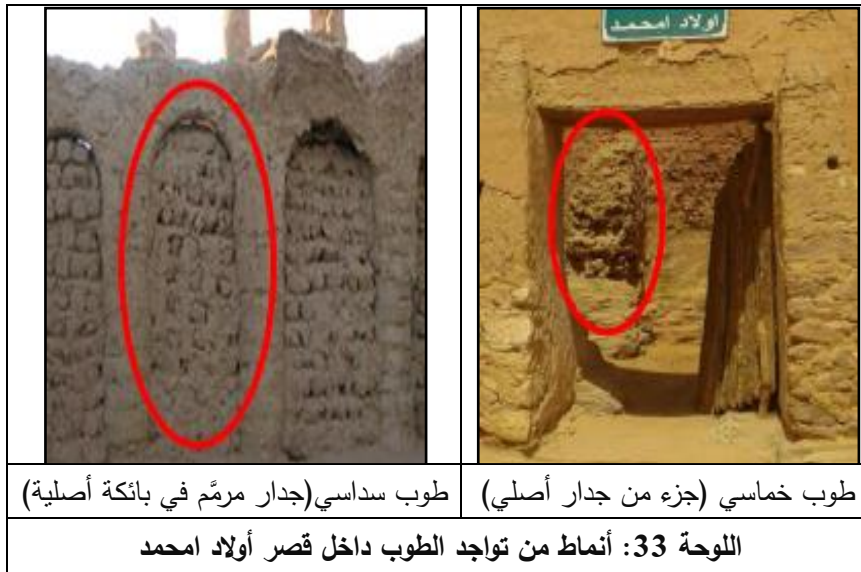 اولاد امحمد
طوب خماسي (جزء من جدار أصلي)
طوب سداسي(جدار مرمَّم في بائكة أصلية)
اللوحة 33: أنماط من تواجد الطوب داخل قصر أولاد امحمد